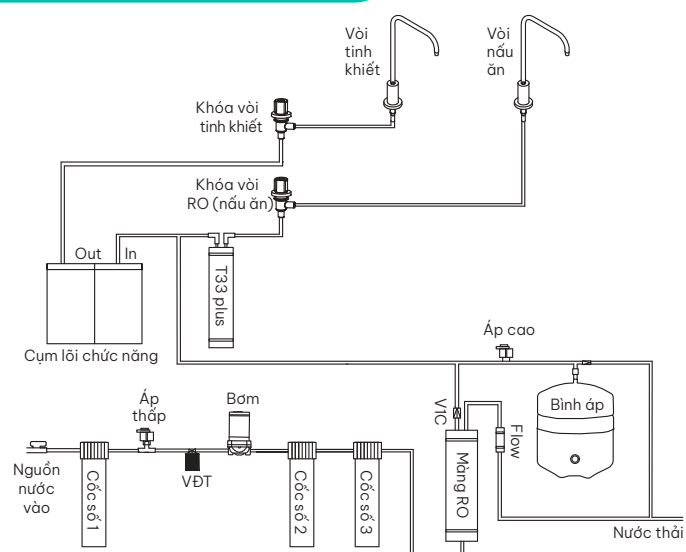 Vòi
tinh
khiết
Vòi
nấu
ăn
Khóa vòi
tinh khiết
Khóa vòi
RO (nấu ăn)
Out
In
T33 plus
Cụm lõi chức năng
Áp cao
Áp
thấp
Bơm
V1C
Flow
Bình áp
Nguồn
nước
vào
Cốc số 1
VĐT
Cốc số 2
Cốc số 3
Màng RO
Nước thải